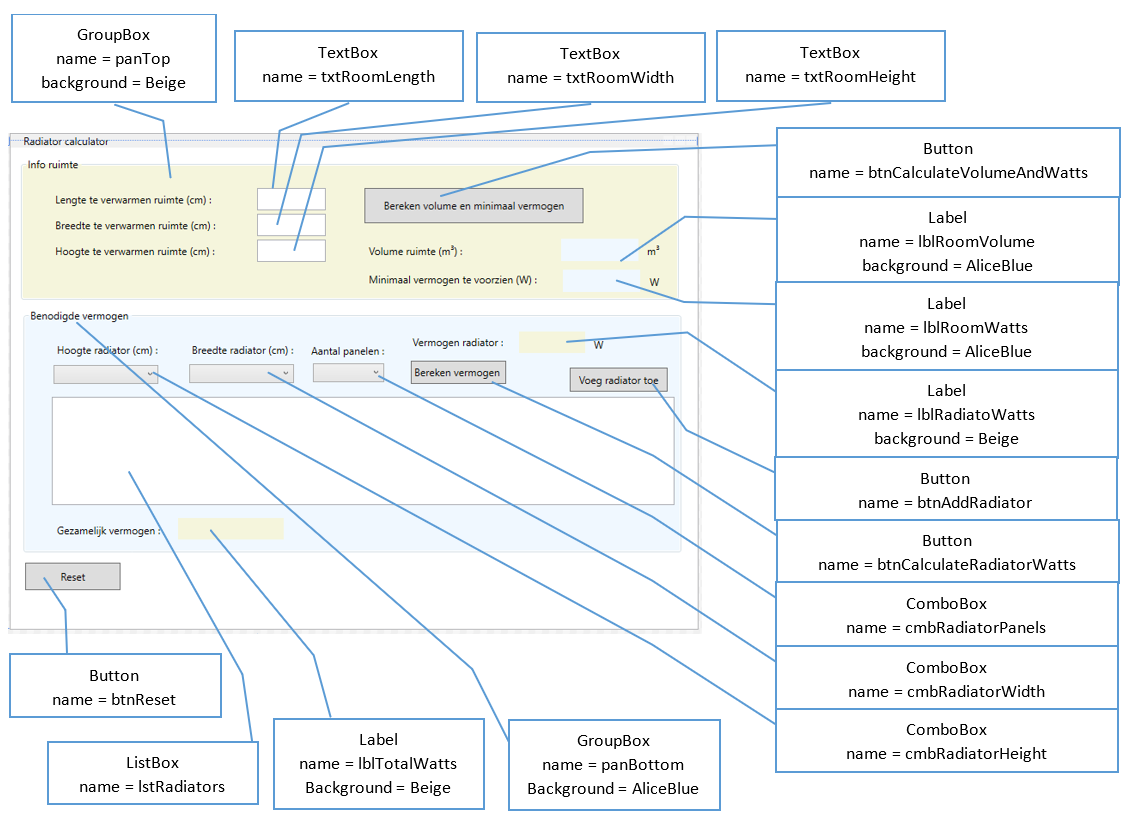 GroupBox
name = panTop
background = Beige
TextBox
name = txtRoomLength
TextBox
name = txtRoomWidth
TextBox
name = txtRoomHeight
Radiator calculator
Info ruimte
Lengte te verwarmen ruimte (cm) :
Breedte te verwarmen ruimte (cm) :
Hoogte te verwarmen ruimte (cm) :
Bereken volume en minimaal vermogen
Volume ruimte (m³) :
m³
Minimaal vermogen te voorzien (W) :
W
Benodigde vermogen
Hoogte radiator (cm) :
Breedte radiator (cm) :
Aantal panelen :
Vermogen radiator :
W
Bereken vermogen
Voeg radiator toe
Gezamelijk vermogen :
Reset
Button
name = btnCalculateVolumeAndWatts
Label
name = lblRoomVolume
background = AliceBlue
Label
name = lblRoomWatts
background = AliceBlue
Label
name = lblRadiatoWatts
background = Beige
Button
name = btnAddRadiator
Button
name = btnCalculateRadiatorWatts
ComboBox
name = cmbRadiatorPanels
ComboBox
name = cmbRadiatorWidth
ComboBox
name = cmbRadiatorHeight
Button
name = btnReset
ListBox
name = lstRadiators
Label
name = lblTotalWatts
Background = Beige
GroupBox
name = panBottom
Background = AliceBlue